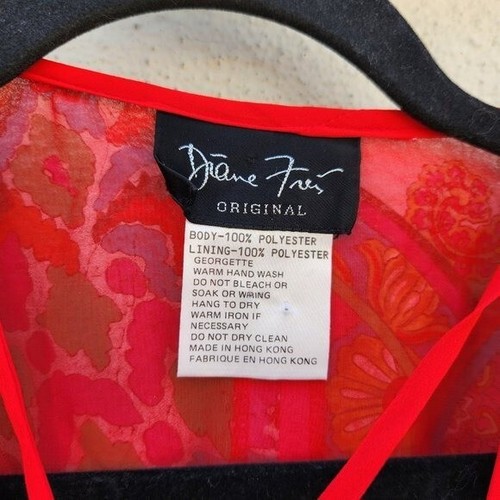 Diane Freis
ORIGINAL
BODY-100% POLYESTER
LINING-100% POLYESTER
GEORGETTE
WARM HAND WASH
DO NOT BLEACH OR
SOAK OR WRING
HANG TO DRY
WARM IRON IF
NECESSARY
DO NOT DRY CLEAN
MADE IN HONG KONG
FABRIQUE EN HONG KONG